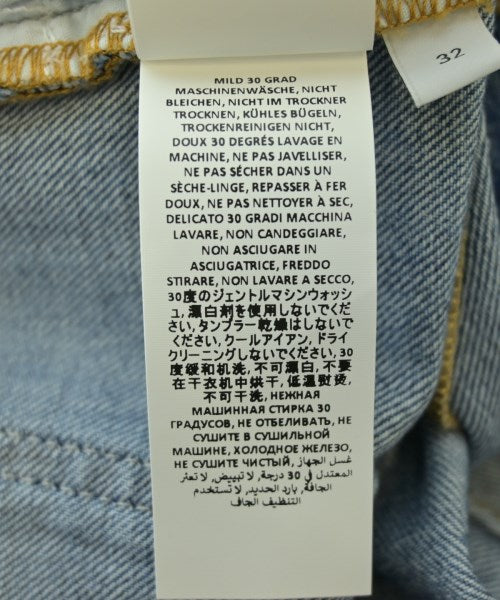 MILD 30 GRAD
MASCHINENWÄSCHE, NICHT
BLEICHEN, NICHT IM TROCKNER
TROCKNEN, KÜHLES BÜGELN,
TROCKENREINIGEN NICHT,
DOUX 30 DEGRÉS LAVAGE EN
MACHINE, NE PAS JAVELLISER,
NE PAS SÉCHER DANS UN
SÈCHE-LINGE, REPASSER À FER
DOUX, NE PAS NETTOYER À SEC,
DELICATO 30 GRADI MACCHINA
LAVARE, NON CANDEGGIARE,
NON ASCIUGARE IN
ASCIUGATRICE, FREDDO
STIRARE, NON LAVARE A SECCO,
30度のジェントルマシンウォッシ
ュ, 漂白剤を使用しないでくだ
さい, タンブラー乾燥はしないで
ください, クールアイアン, ドライ
クリーニングしないでください, 30
度缓和机洗, 不可漂白, 不要
在干衣机中烘干, 低温熨烫,
不可干洗, НЕЖНАЯ
МАШИННАЯ СТИРКА 30
ГРАДУСОВ, НЕ ОТБЕЛИВАТЬ, НЕ
СУШИТЕ В СУШИЛЬНОЙ
МАШИНЕ, ХОЛОДНОЕ ЖЕЛЕЗО,
НЕ СУШИТЕ ЧИСТЫЙ, غسل الجهاز
المعتدل في 30 درجة, لا تبييض, لا تعثر
الجافة, بارد الحديد, لا تستخدم
التنظيف الجاف
32